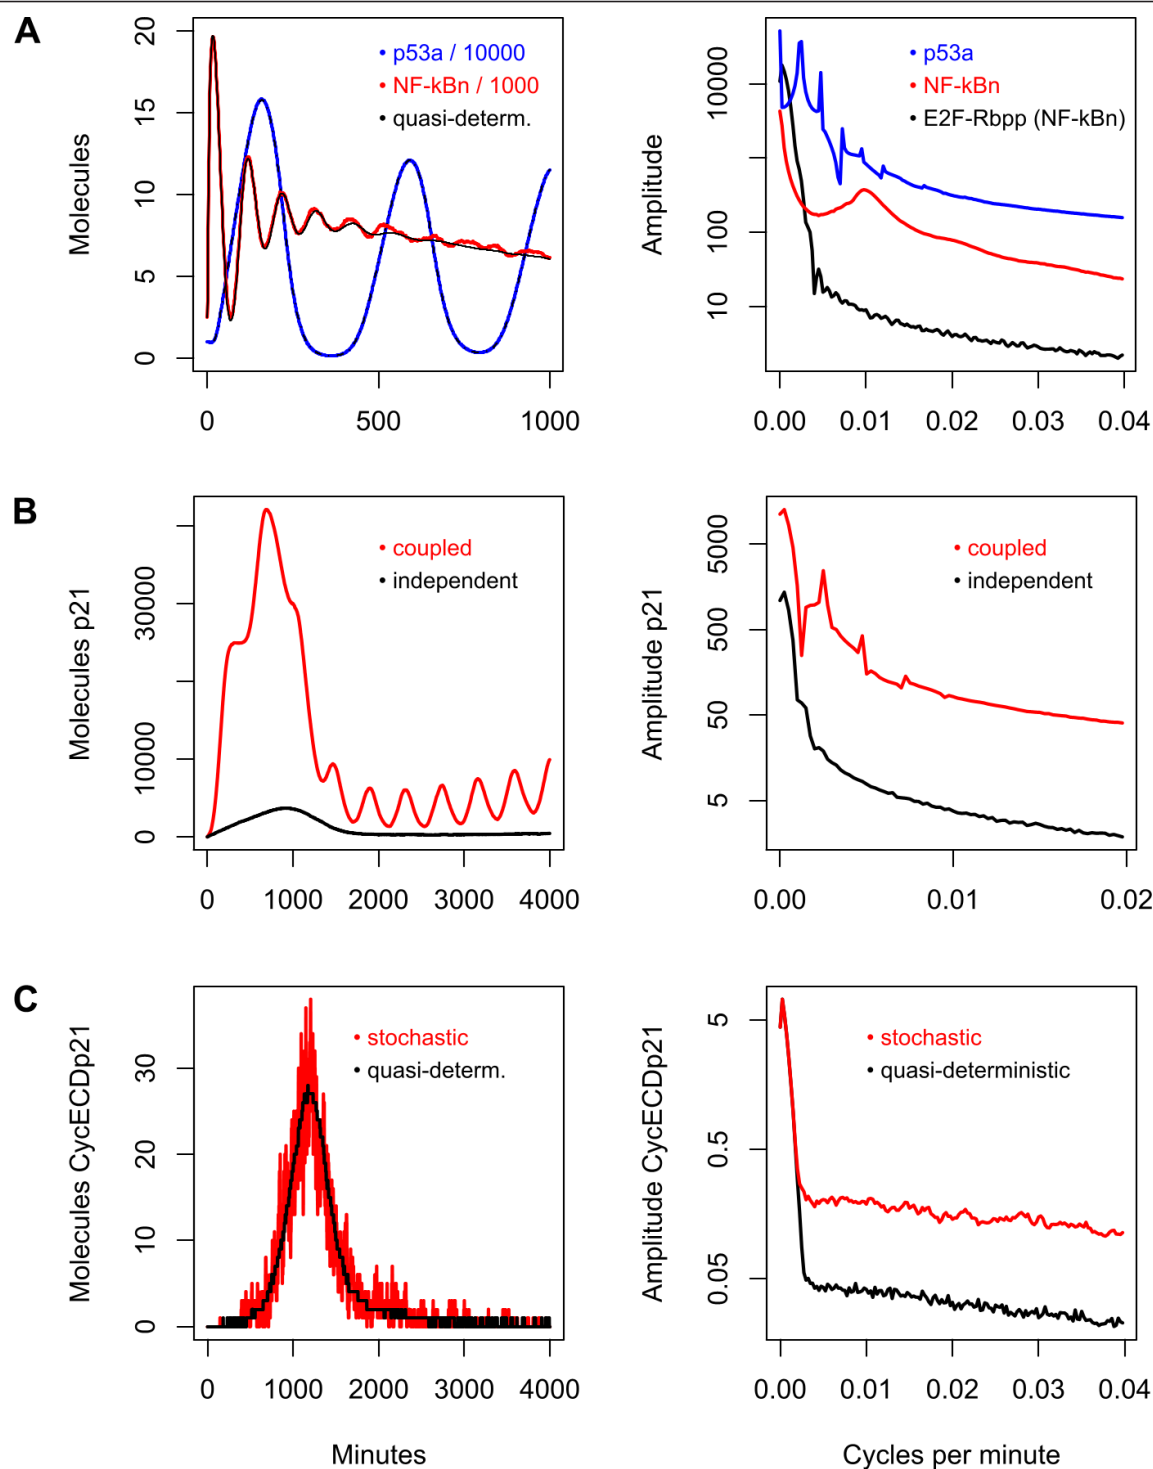 A
Molecules
20
15
10
5
0
p53a / 10000
NF-kBn / 1000
quasi-determ.
0 500 1000
Amplitude
10000
100
10
p53a
NF-kBn
E2F-Rbpp (NF-kBn)
0.00 0.01 0.02 0.03 0.04
B
Molecules p21
30000
10000
0
coupled
independent
0 1000 2000 3000 4000
Amplitude p21
5000
500
50
5
coupled
independent
0.00 0.01 0.02
C
Molecules CycECDp21
30
20
10
0
stochastic
quasi-determ.
0 1000 2000 3000 4000
Minutes
Amplitude CycECDp21
5
0.5
0.05
stochastic
quasi-deterministic
0.00 0.01 0.02 0.03 0.04
Cycles per minute